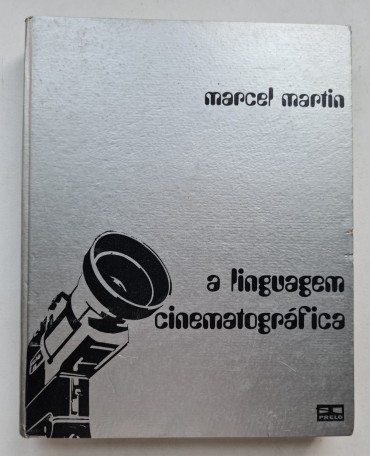 marcel martin
a linguagem
cinematográfica
PRELO